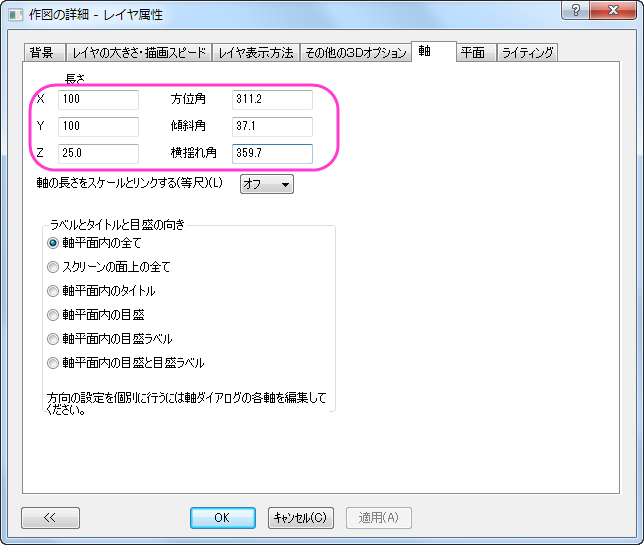 作図の詳細 - レイヤ属性
背景 レイヤの大きさ・描画スピード レイヤ表示方法 その他の3Dオプション 軸 平面 ライティング
長さ
X 100 方位角 311.2
Y 100 傾斜角 37.1
Z 25.0 横揺れ角 359.7
軸の長さをスケールとリンクする(等尺)(L) オフ
ラベルとタイトルと目盛の向き
軸平面内の全て
スクリーンの面上の全て
軸平面内のタイトル
軸平面内の目盛
軸平面内の目盛ラベル
軸平面内の目盛と目盛ラベル
方向の設定を個別に行うには軸ダイアログの各軸を編集して
ください。
<< OK キャンセル(C) 適用(A)